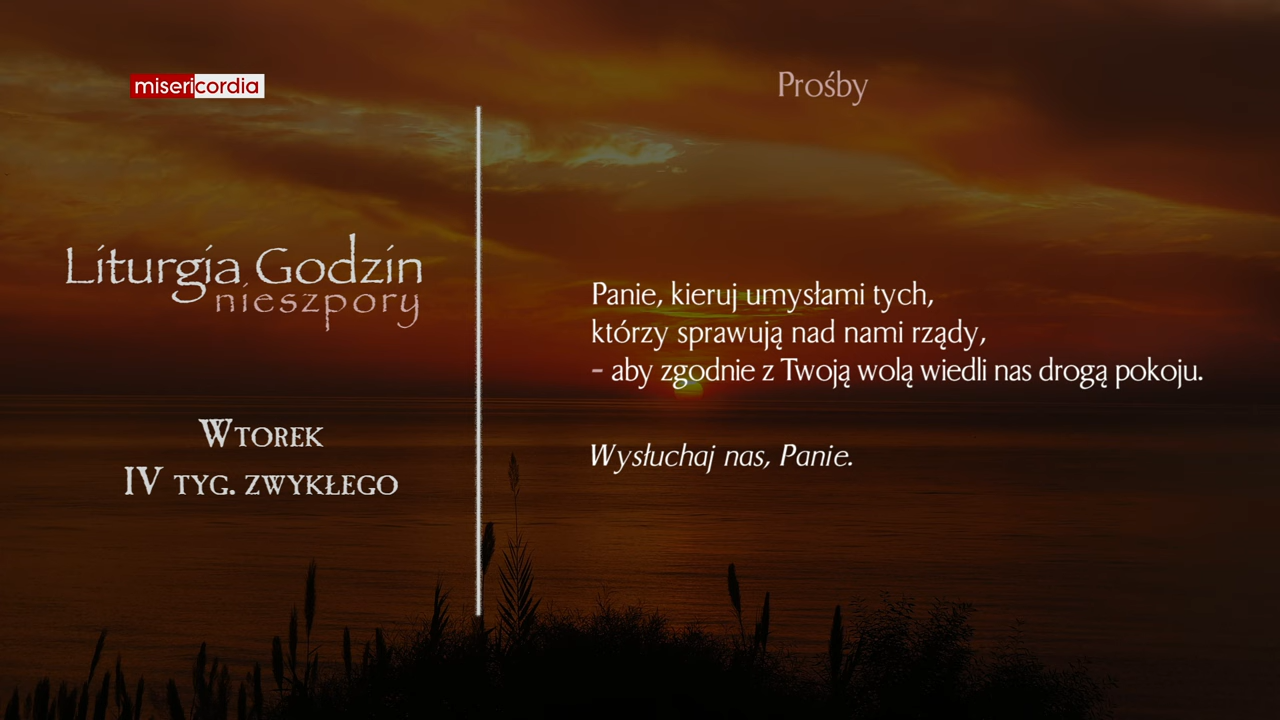 misericordia
Prośby
Liturgia Godzin
nieszpory
Wtorek
IV tyg. zwykłego
Panie, kieruj umysłami tych,
którzy sprawują nad nami rządy,
- aby zgodnie z Twoją wolą wiedli nas drogą pokoju.
Wysłuchaj nas, Panie.